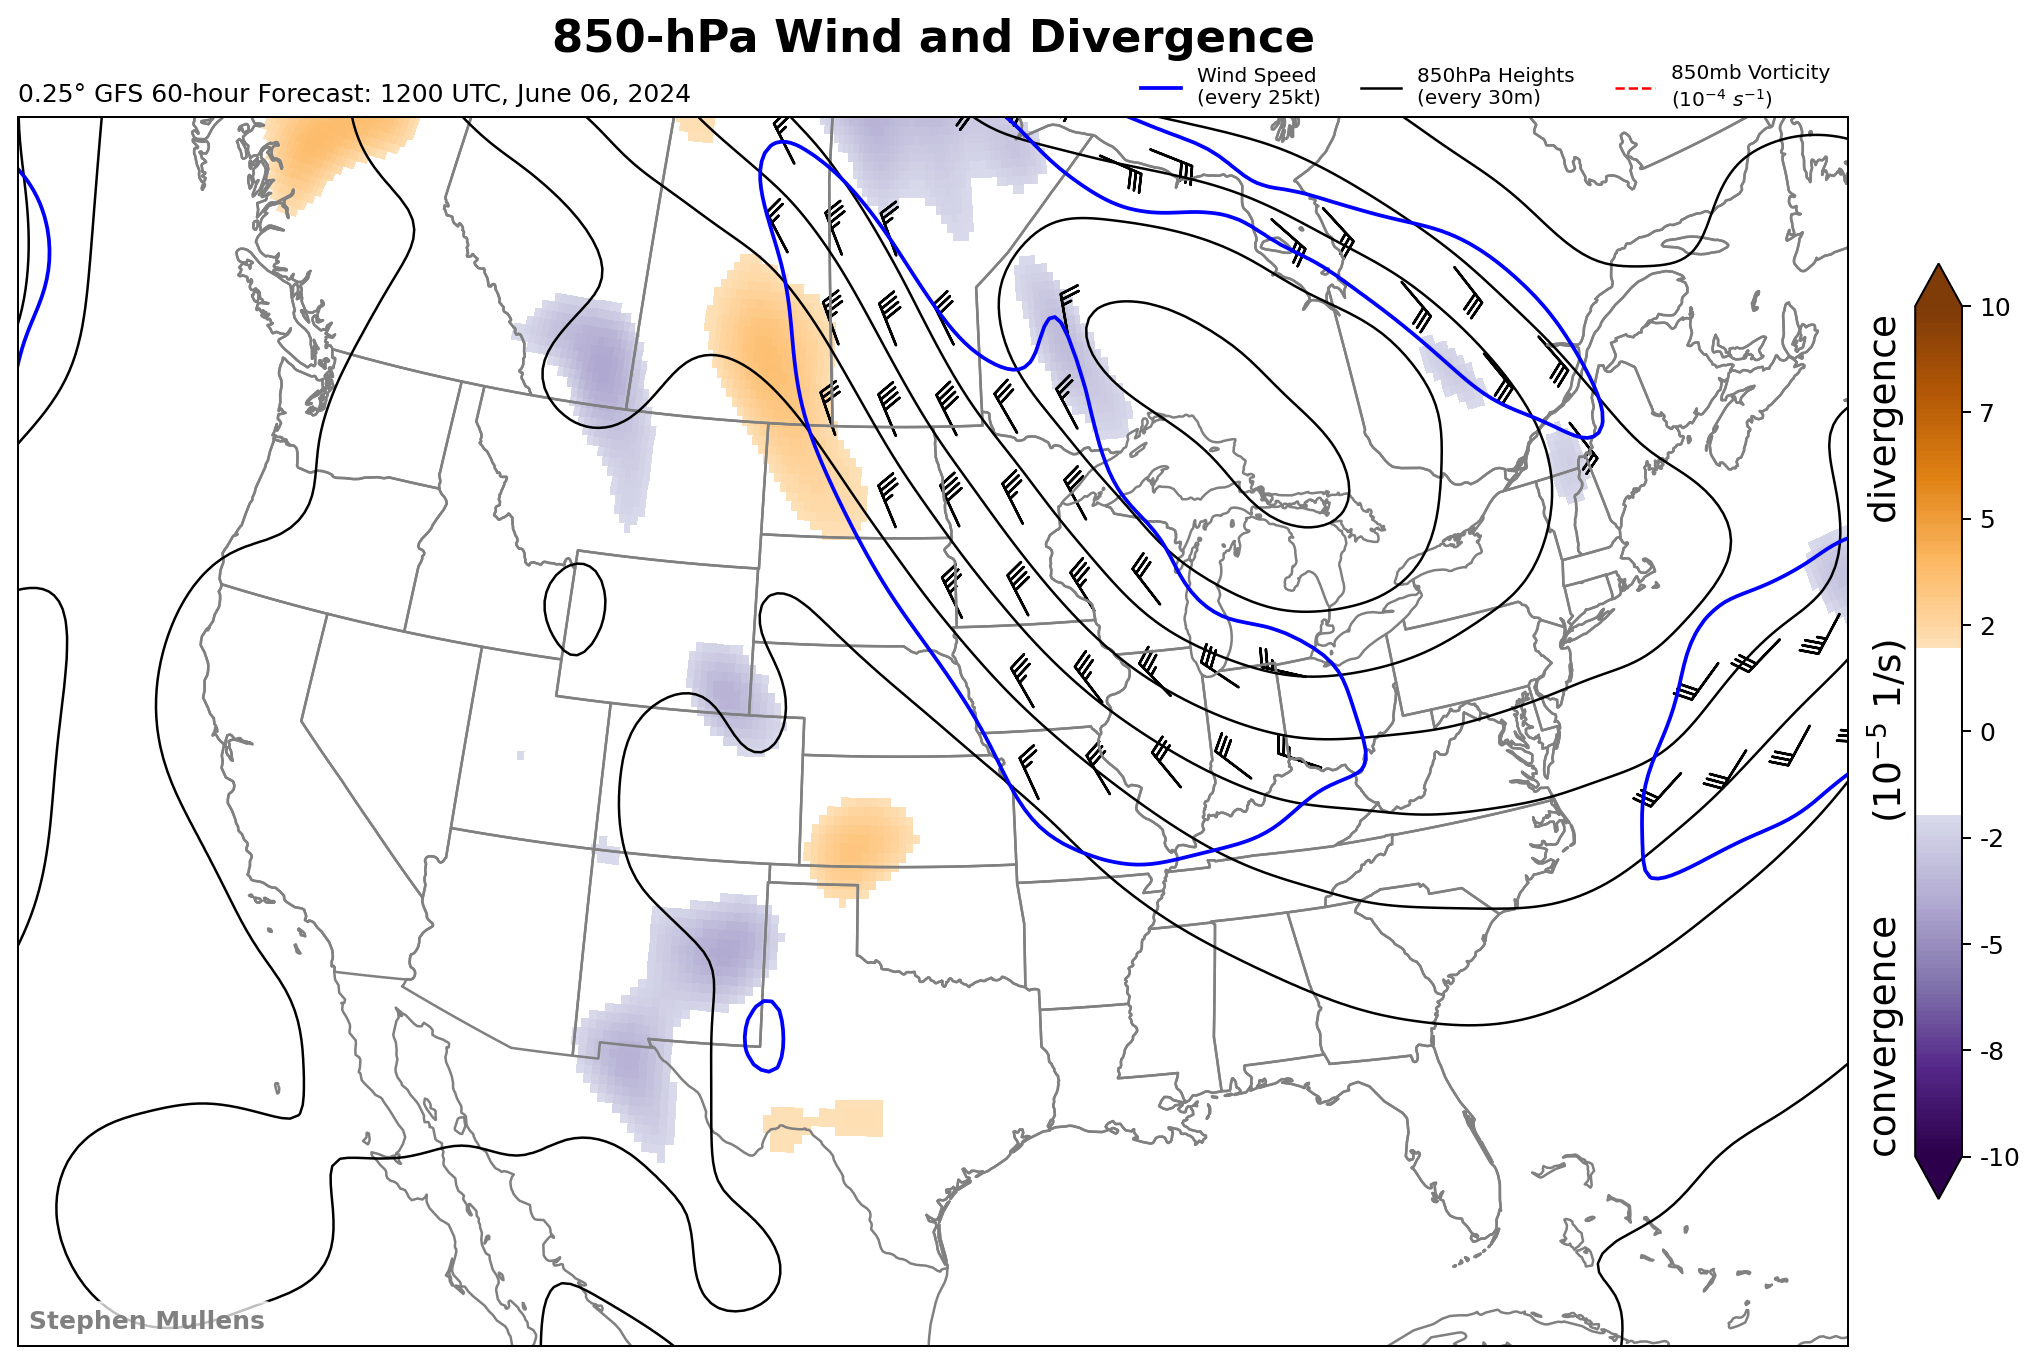 850-hPa Wind and Divergence
0.25° GFS 60-hour Forecast: 1200 UTC, June 06, 2024
Wind Speed
(every 25kt)
850hPa Heights
(every 30m)
850mb Vorticity
(10⁻⁴ s⁻¹)
10
7
5
2
0
-2
-5
-8
-10
convergence (10⁻⁵ 1/s) divergence
Stephen Mullens